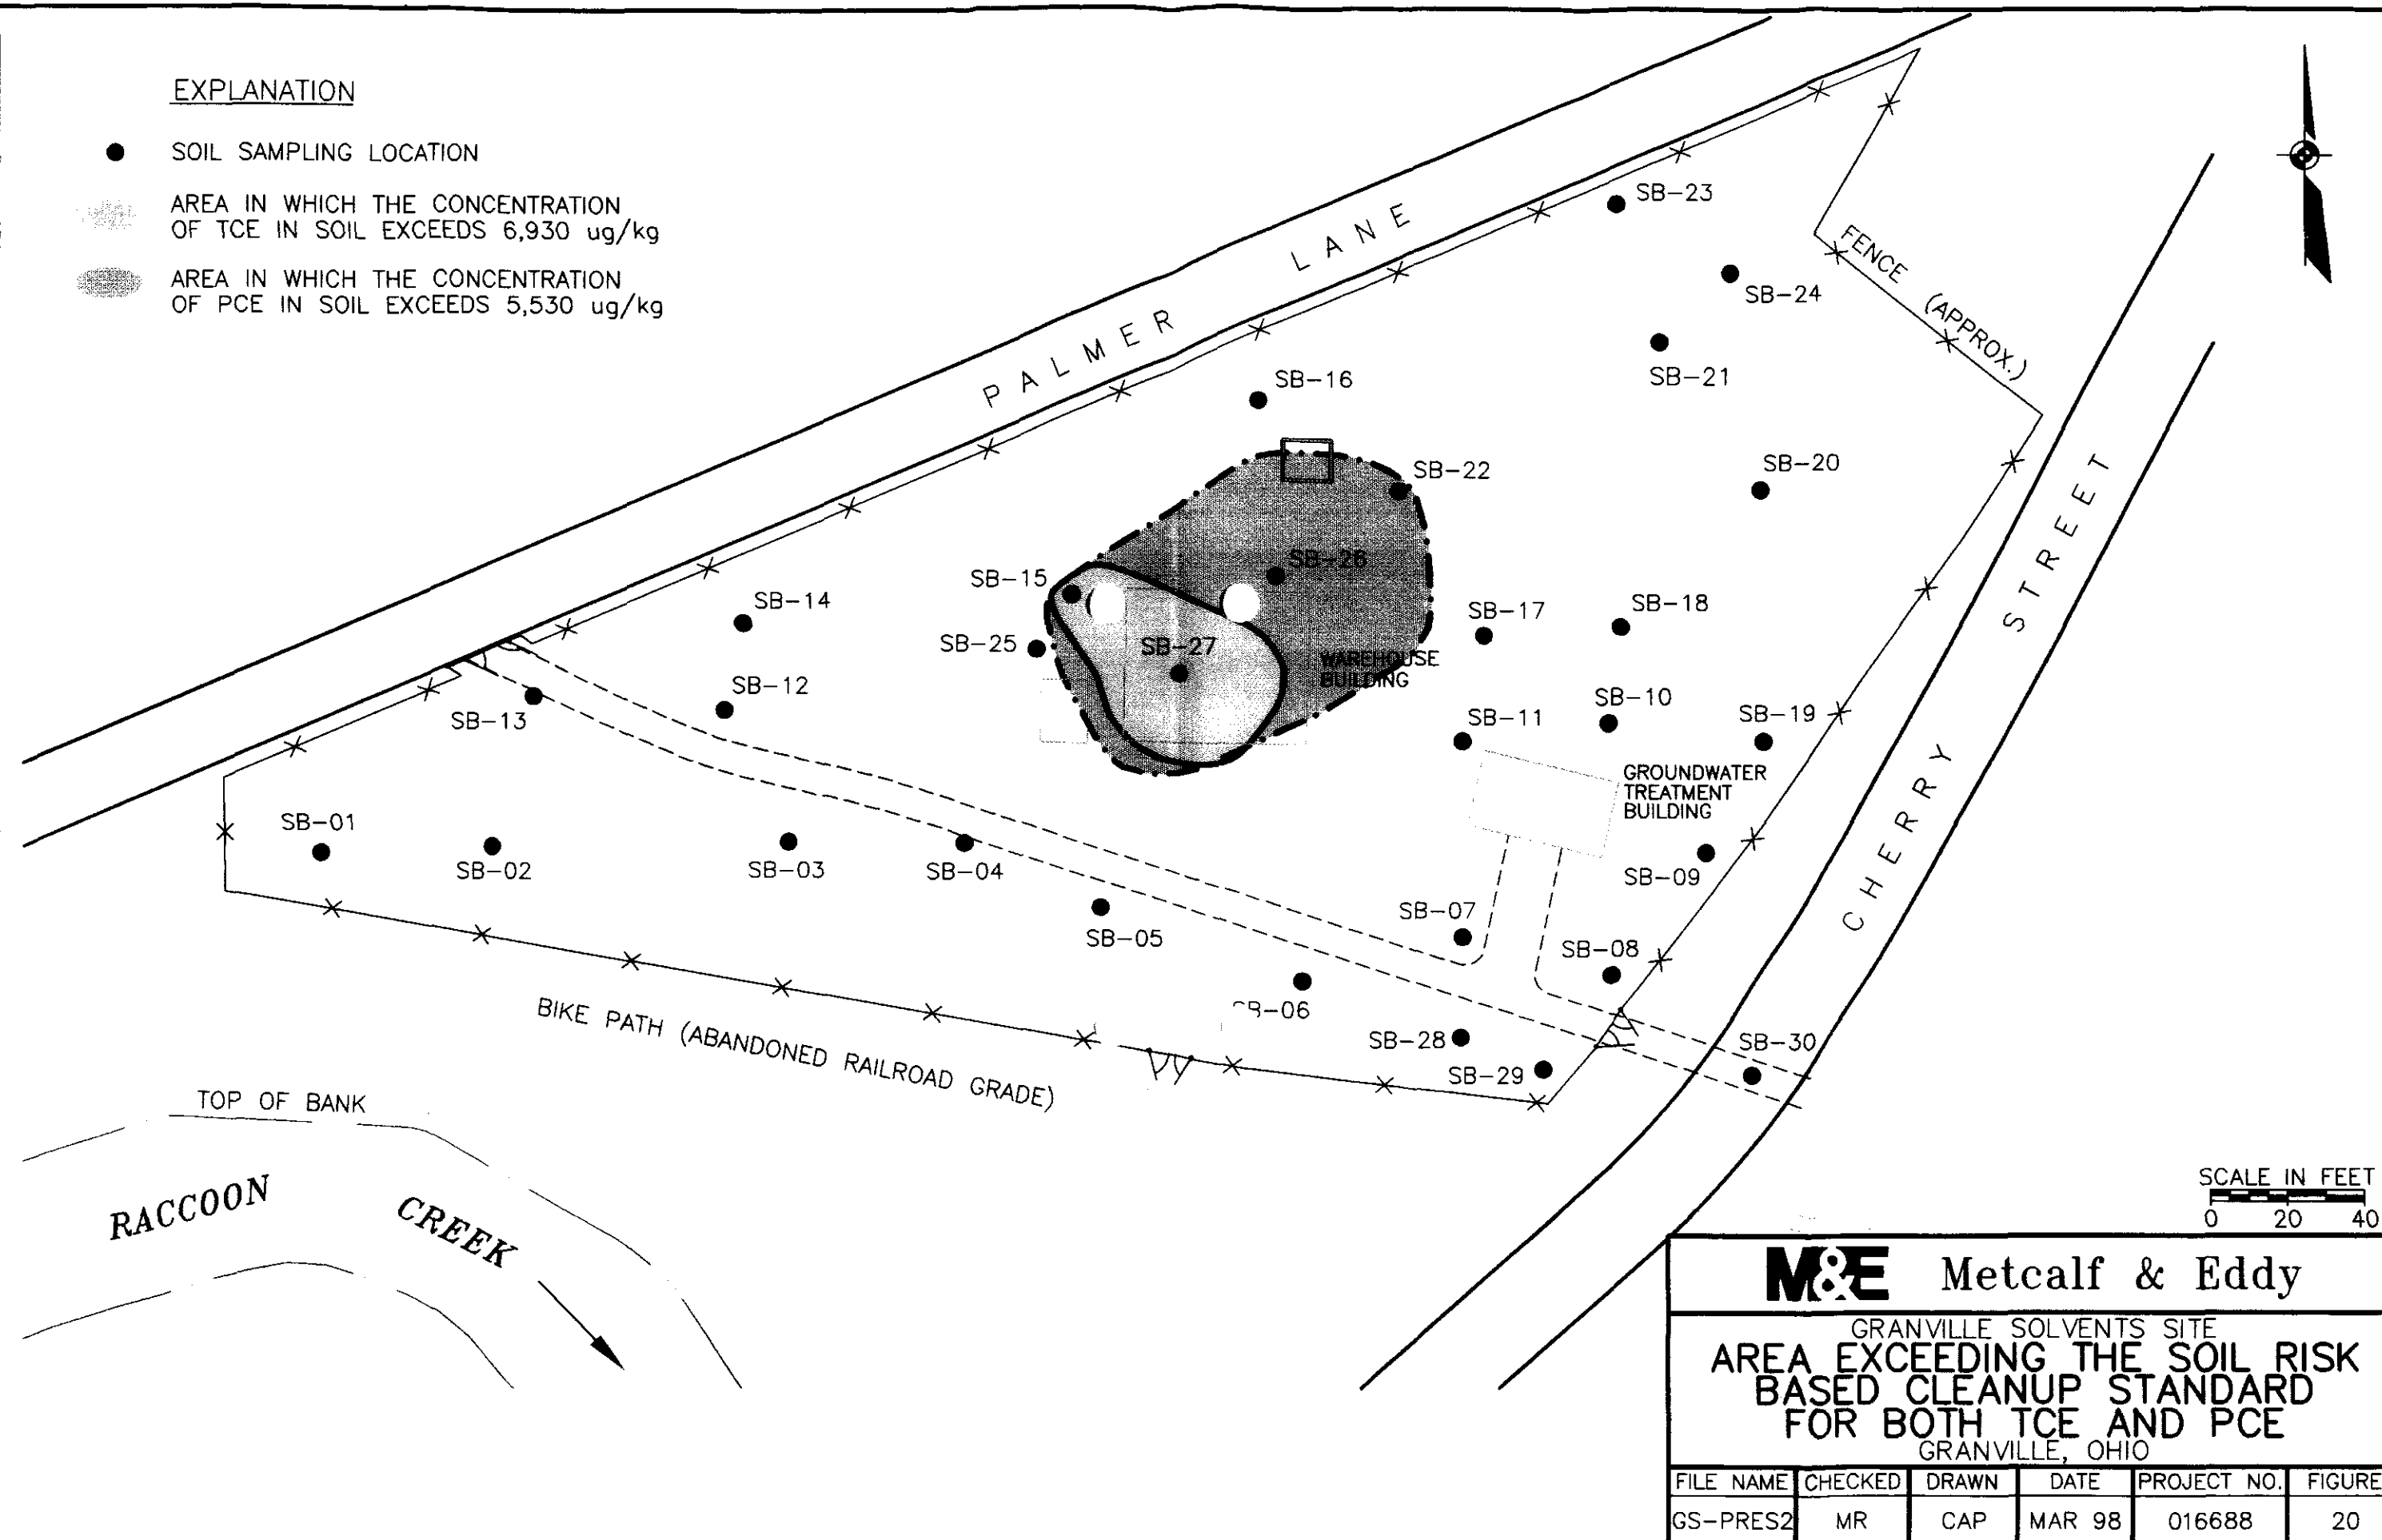 EXPLANATION
SOIL SAMPLING LOCATION
AREA IN WHICH THE CONCENTRATION
OF TCE IN SOIL EXCEEDS 6,930 ug/kg
AREA IN WHICH THE CONCENTRATION
OF PCE IN SOIL EXCEEDS 5,530 ug/kg
PALMER LANE
SB-23
SB-24
FENCE (APPROX.)
SB-21
SB-16
SB-22
SB-20
CHERRY STREET
SB-26
SB-15
SB-14
SB-17
SB-18
SB-25
SB-27
WAREHOUSE
BUILDING
SB-12
SB-13
SB-11
SB-10
SB-19
GROUNDWATER
TREATMENT
BUILDING
SB-01
SB-02
SB-03
SB-04
SB-09
SB-07
SB-05
SB-08
B-06
SB-28
SB-29
SB-30
BIKE PATH (ABANDONED RAILROAD GRADE)
TOP OF BANK
RACCOON CREEK
SCALE IN FEET
0 20 40
M&E Metcalf & Eddy
GRANVILLE SOLVENTS SITE
AREA EXCEEDING THE SOIL RISK
BASED CLEANUP STANDARD
FOR BOTH TCE AND PCE
GRANVILLE, OHIO
FILE NAME CHECKED DRAWN DATE PROJECT NO. FIGURE
GS-PRES2 MR CAP MAR 98 016688 20